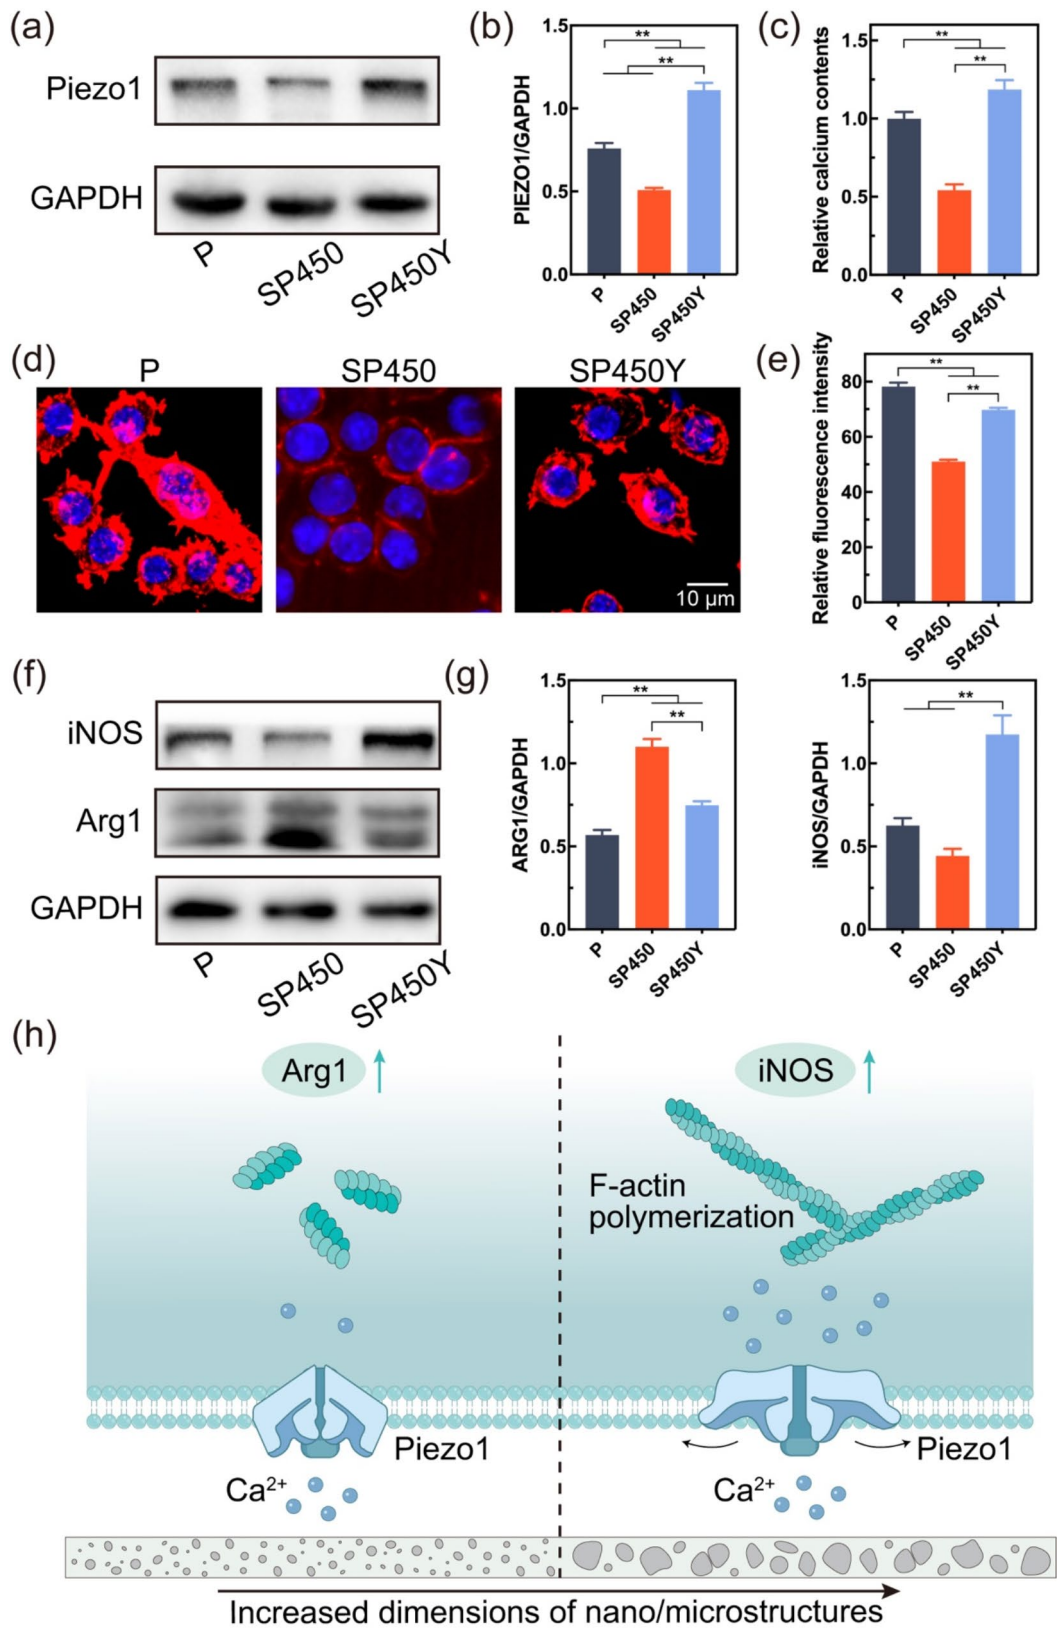 (a)
Piezo1
GAPDH
P
SP450
SP450Y
(b)
PIEZO1/GAPDH
1.5
1.0
0.5
0.0
**
**
P
SP450
SP450Y
(c)
Relative calcium contents
1.5
1.0
0.5
0.0
**
**
P
SP450
SP450Y
(d)
P
SP450
SP450Y
10 μm
(e)
Relative fluorescence intensity
80
60
40
20
0
**
**
P
SP450
SP450Y
(f)
iNOS
Arg1
GAPDH
P
SP450
SP450Y
(g)
ARG1/GAPDH
1.5
1.0
0.5
0.0
**
**
P
SP450
SP450Y
iNOS/GAPDH
1.5
1.0
0.5
0.0
**
P
SP450
SP450Y
(h)
Arg1
iNOS
F-actin
polymerization
Piezo1
Piezo1
Ca²⁺
Ca²⁺
Increased dimensions of nano/microstructures